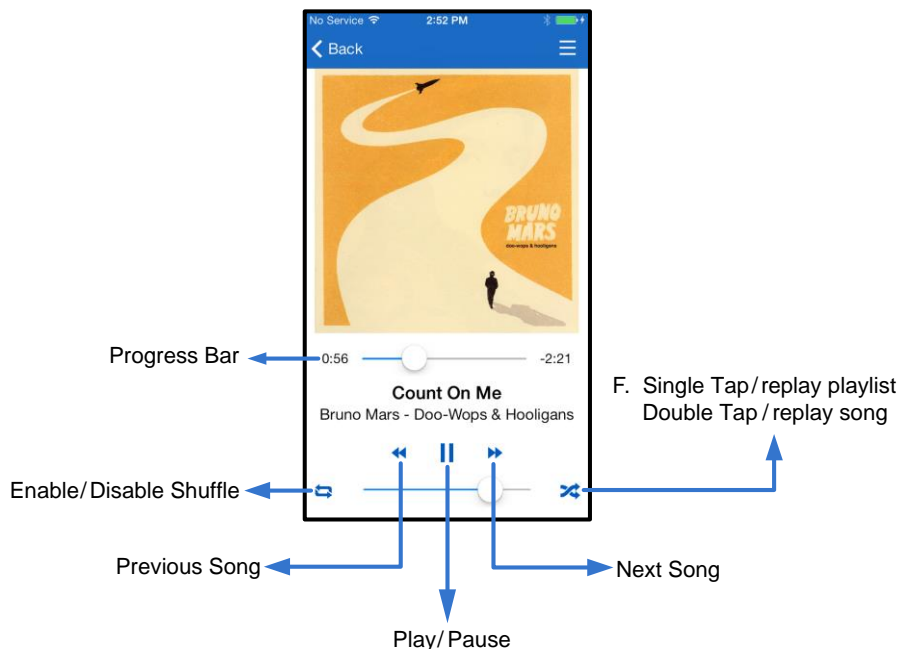 No Service 2:52 PM
Back
BRUNO
MARS
doo-wops & hooligans
Progress Bar
0:56 -2:21
Count On Me
Bruno Mars - Doo-Wops & Hooligans
F. Single Tap/replay playlist
Double Tap/replay song
Enable/Disable Shuffle
Previous Song
Next Song
Play/Pause